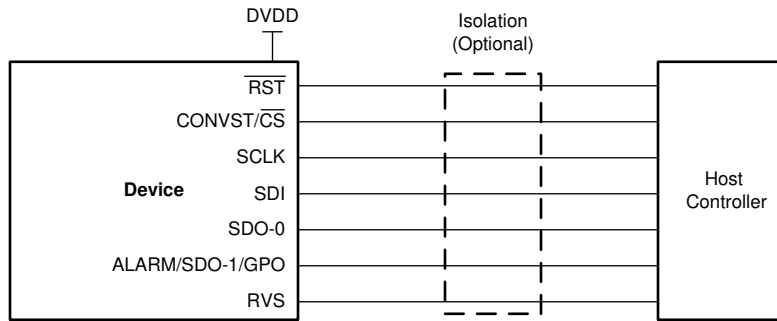 DVDD
Isolation
(Optional)
RST
CONVST/CS
SCLK
Device
SDI
SDO-0
ALARM/SDO-1/GPO
RVS
Host
Controller